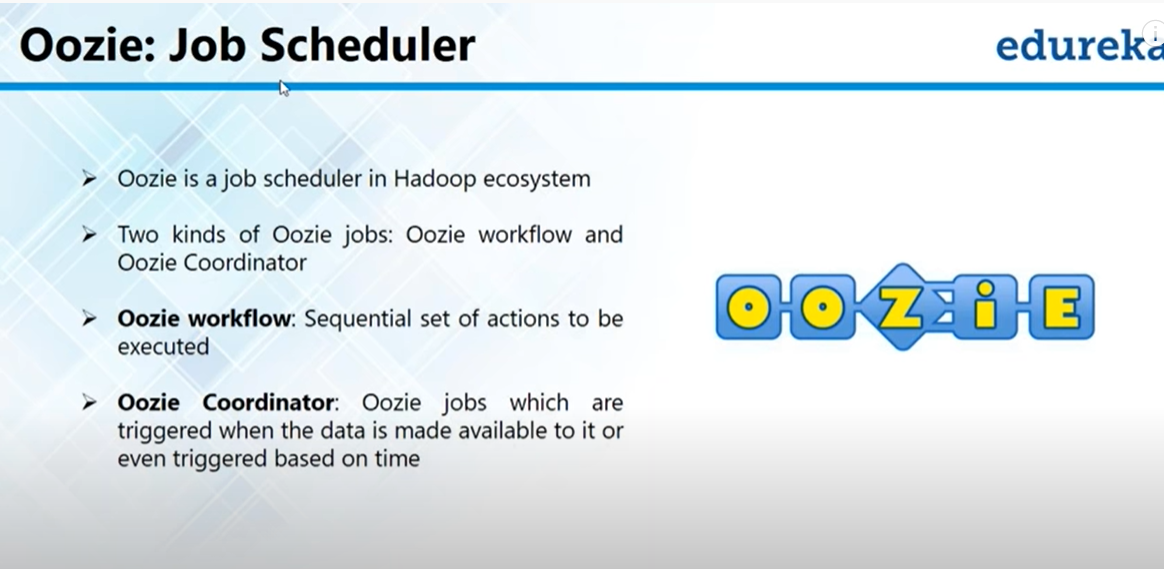 Oozie: Job Scheduler
edureka
➤ Oozie is a job scheduler in Hadoop ecosystem
➤ Two kinds of Oozie jobs: Oozie workflow and
Oozie Coordinator
➤ Oozie workflow: Sequential set of actions to be
executed
➤ Oozie Coordinator: Oozie jobs which are
triggered when the data is made available to it or
even triggered based on time
OOZiE